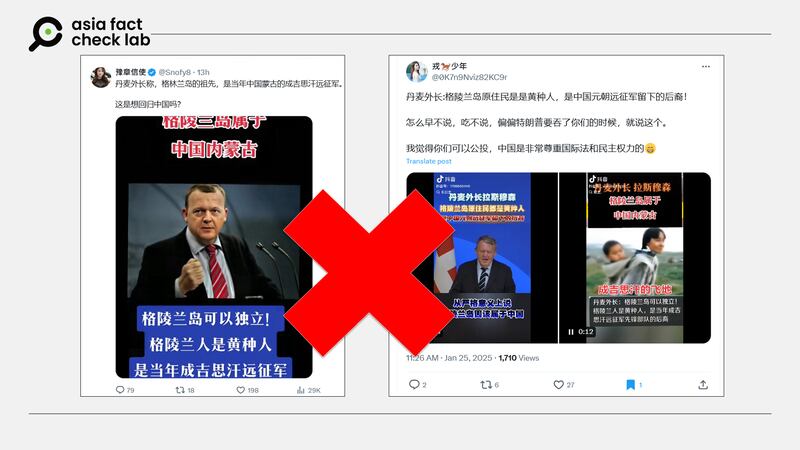 asia fact
check lab
豫章信使 @Snofy8 · 13h
丹麦外长称,格林兰岛的祖先,是当年中国蒙古的成吉思汗远征军。
这是想回归中国吗?
格陵兰岛属于
中国内蒙古
格陵兰岛可以独立!
格陵兰人是黄种人
是当年成吉思汗远征军
79 18 198 29K
戎🐎少年
@0K7n9Nviz82KC9r
丹麦外长:格陵兰岛原住民是是黄种人,是中国元朝远征军留下的后裔!
怎么早不说,吃不说,偏偏特朗普要吞了你们的时候,就说这个。
我觉得你们可以公投,中国是非常尊重国际法和民主权力的😄
Translate post
抖音
丹麦外长拉斯穆森
格陵兰岛原住民都是黄种人
从严格意义上说
兰岛因该属于中国
抖音
丹麦外长 拉斯穆森
格陵兰岛属于
中国内蒙古
成吉思汗的飞地
丹麦外长:格陵兰岛可以独立!
格陵兰人是黄种人,是当年成吉
思汗远征军先锋部队的后裔
0:12
11:26 AM · Jan 25, 2025 · 1,710 Views
2 6 27 1